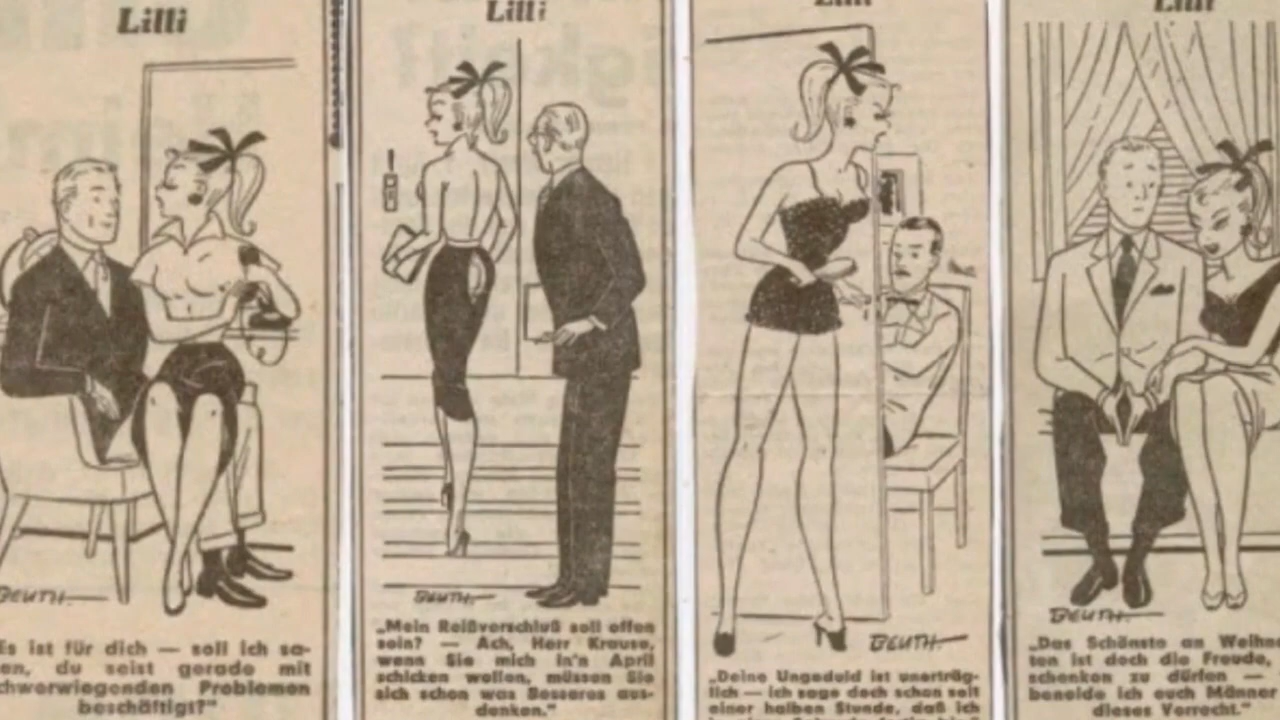 Lilli
BEUTH.
Es ist für dich — soll ich sa-
en, du seist gerade mit
chwerwiegenden Problemen
beschäftigt?"
Lilli
BEUTH.
„Mein Reißverschluß soll offen
sein? — Ach, Herr Krause,
wenn Sie mich in'n April
schicken wollen, müssen Sie
sich schon was Besseres aus-
denken."
Lilli
BEUTH.
„Deine Ungeduld ist unerträg-
lich — ich sage doch schon seit
einer halben Stunde, daß ich
Lilli
BEUTH.
„Das Schönste an Weihn
ten ist doch die Freude,
schenken zu dürfen —
beneide ich euch Männer
dieses Vorrecht."